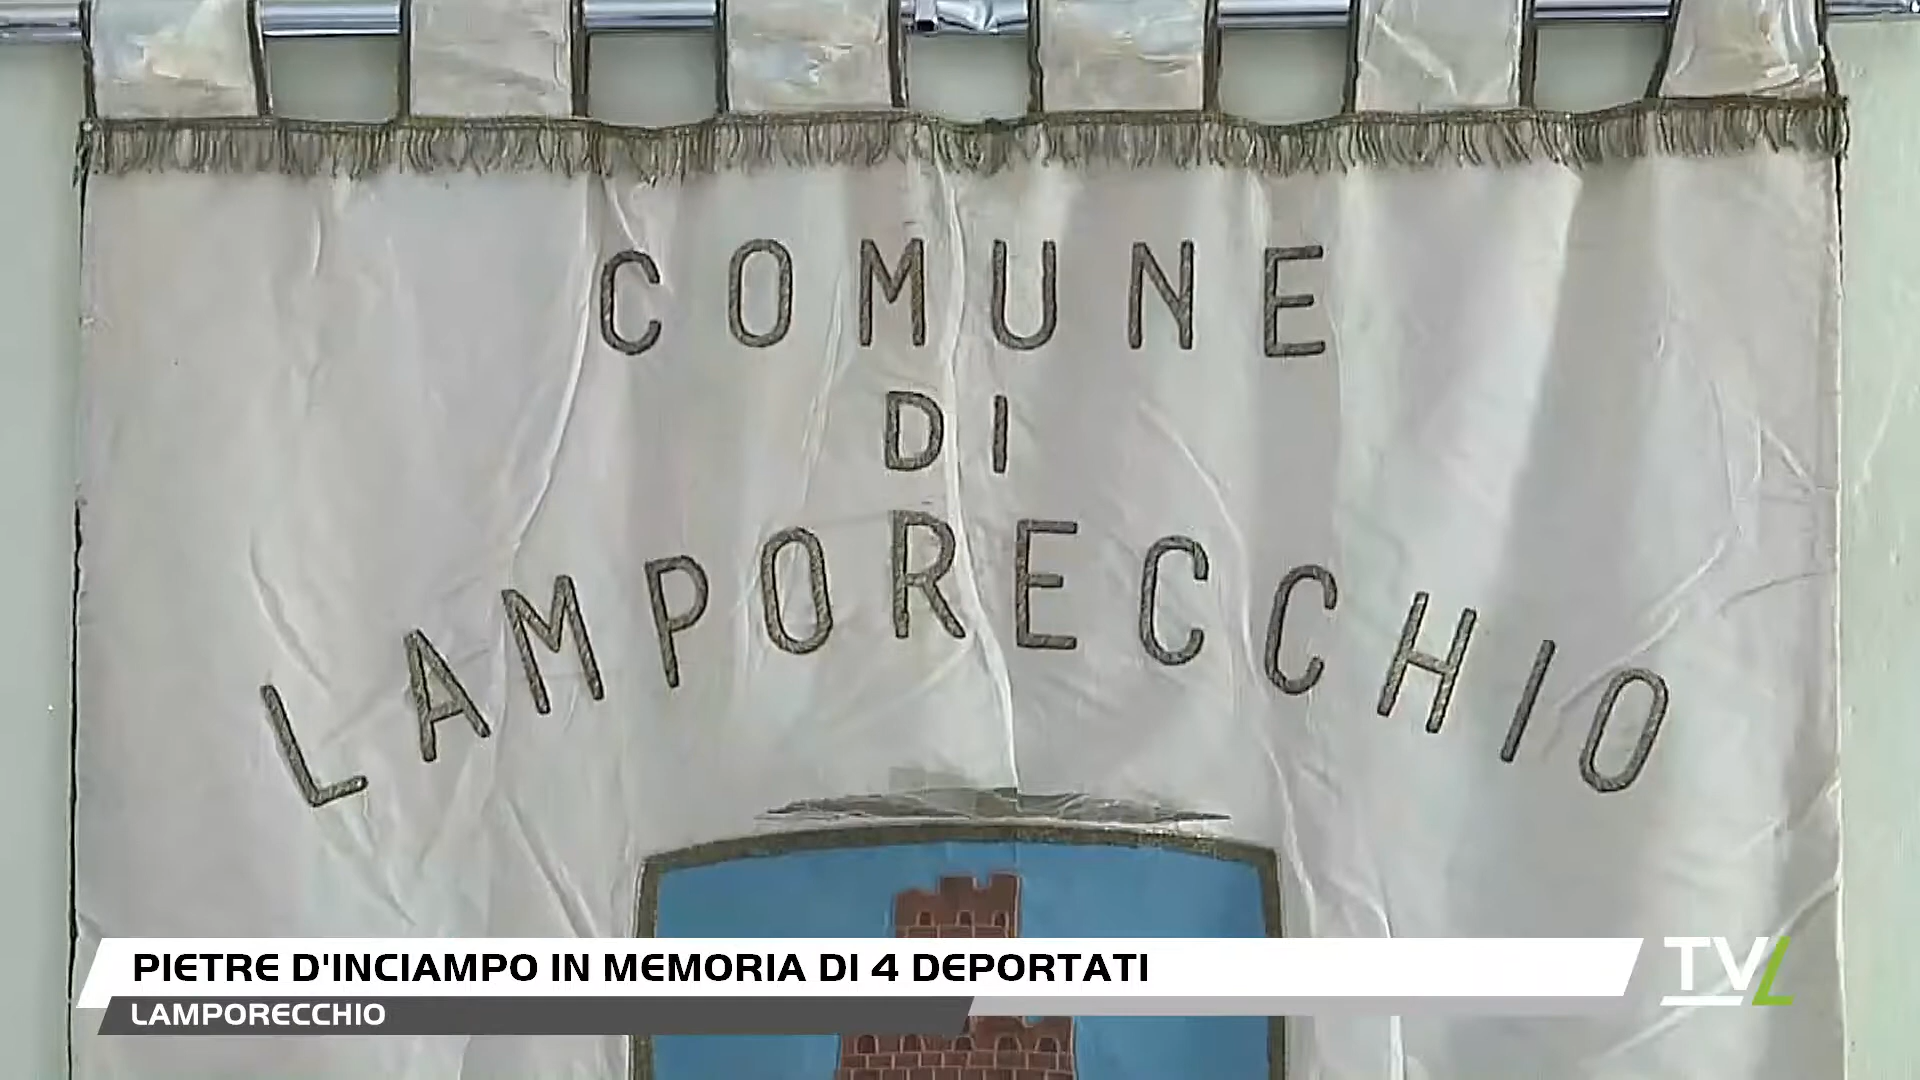 COMUNE
DI
LAMPORECCHIO
PIETRE D'INCIAMPO IN MEMORIA DI 4 DEPORTATI
TVL
LAMPORECCHIO